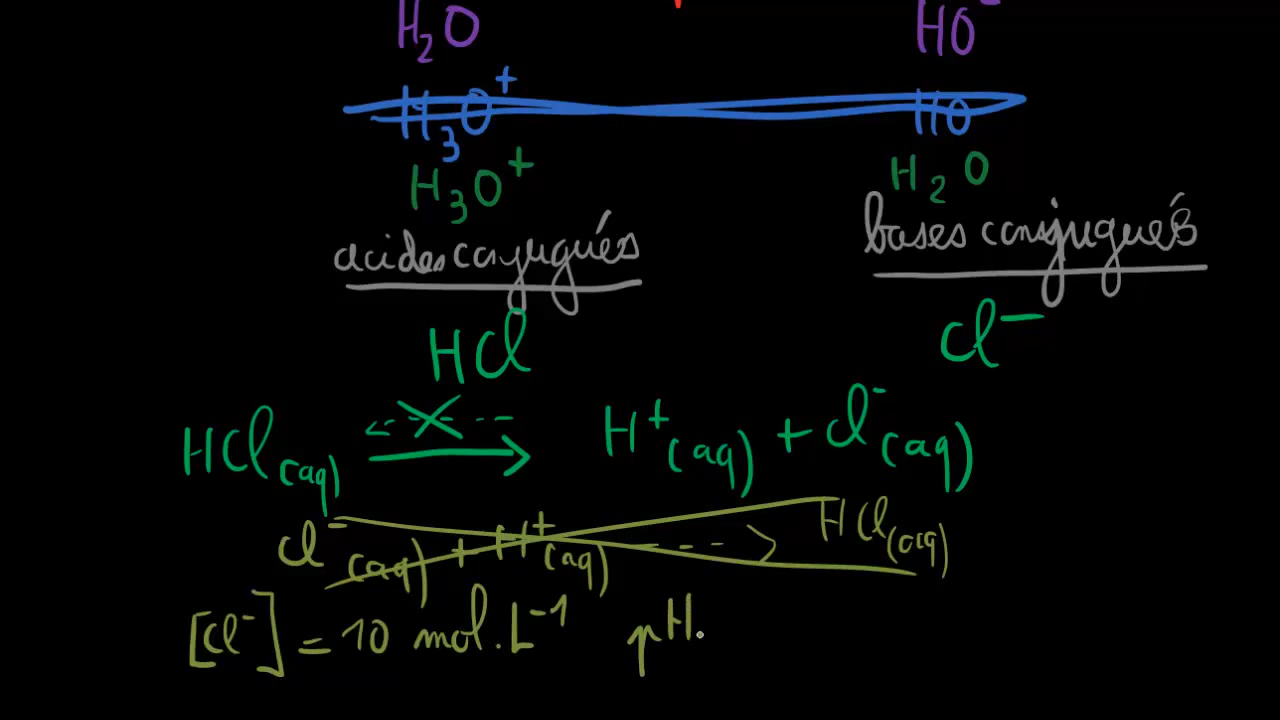 H₂O HO⁻
H₃O⁺ HO
H₃O⁺ H₂O
acides cojugués bases conjugués
HCl Cl⁻
HCl(aq) H⁺(aq) + Cl⁻(aq)
Cl⁻(aq) + H⁺(aq) HCl(aq)
[Cl⁻] = 10 mol.L⁻¹ pH